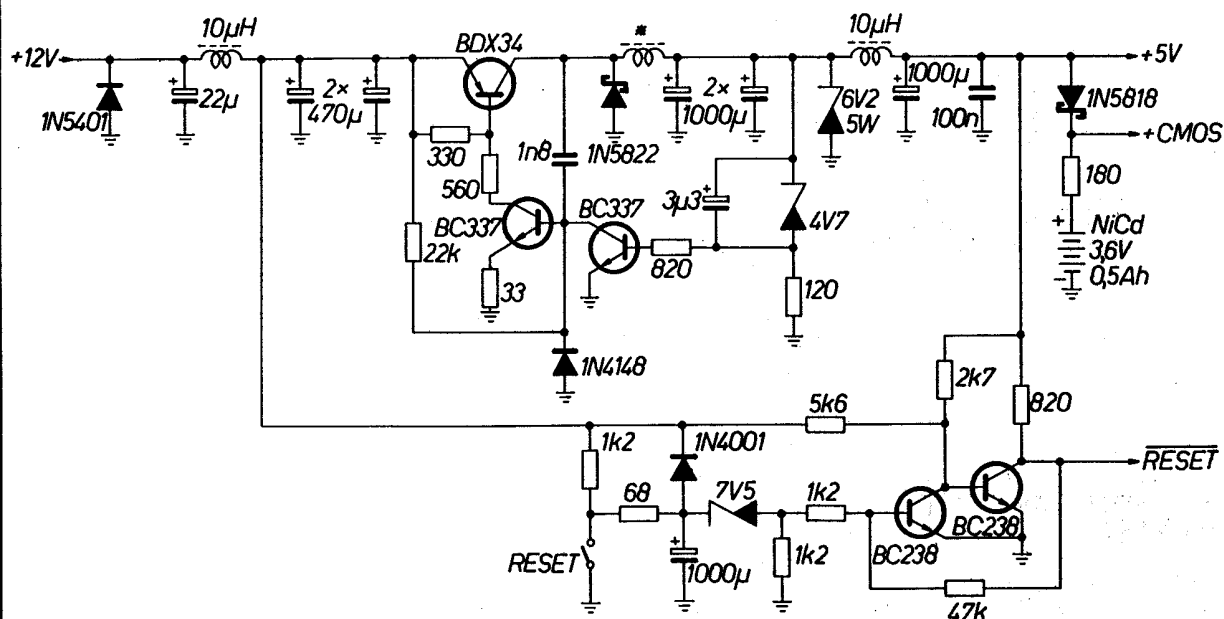 10µH
BDX34
*
10µH
+12V
+5V
1N5401
+
22µ
+
2×
470µ
+
+
2×
1000µ
+
6V2
5W
+
1000µ
100n
1N5818
+CMOS
330
1n8
1N5822
560
BC337
BC337
3µ3
+
4V7
180
22k
820
+
NiCd
3,6V
0,5Ah
-
33
120
1N4148
2k7
820
5k6
1k2
1N4001
RESET
68
7V5
1k2
BC238
BC238
RESET
+
1000µ
1k2
47k